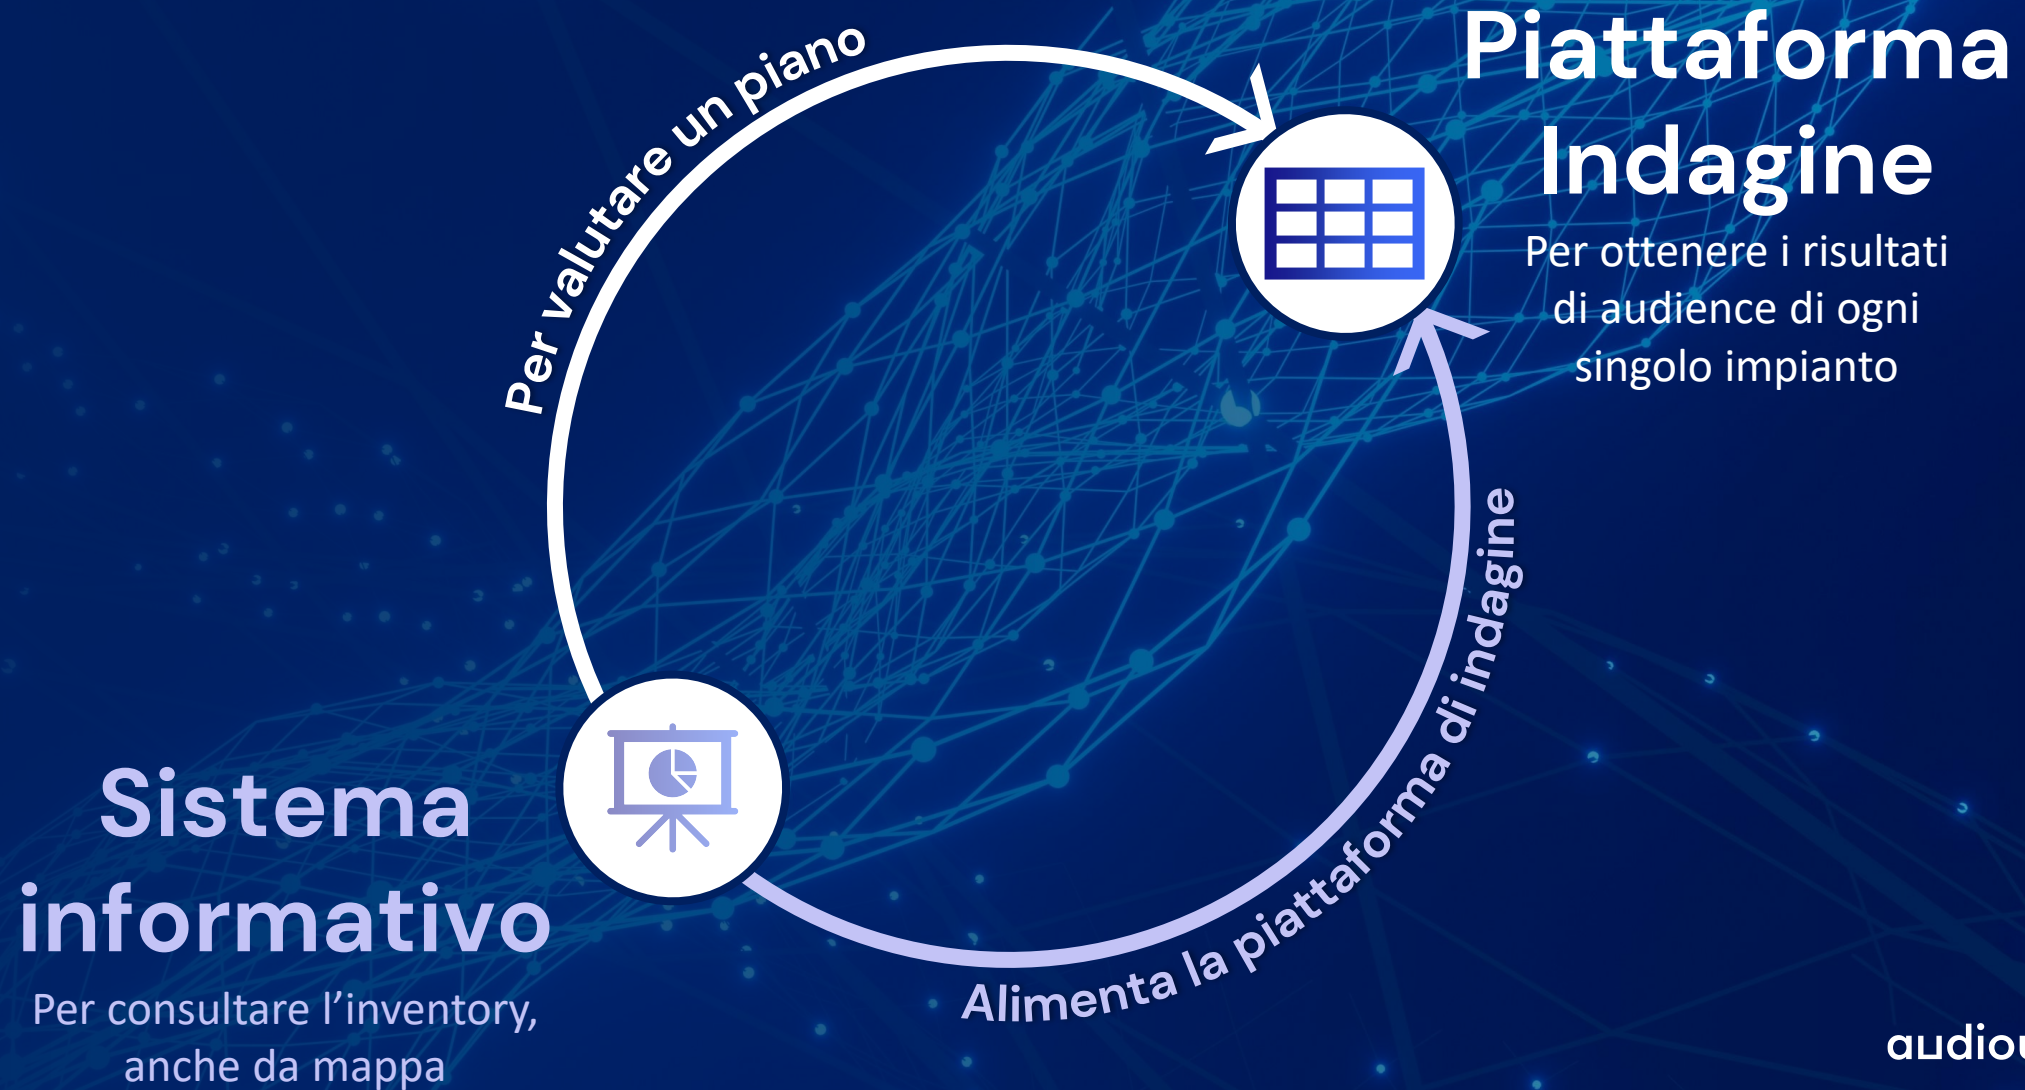 Per valutare un piano
Piattaforma
Indagine
Per ottenere i risultati
di audience di ogni
singolo impianto
Alimenta la piattaforma di indagine
Sistema
informativo
Per consultare l’inventory,
anche da mappa